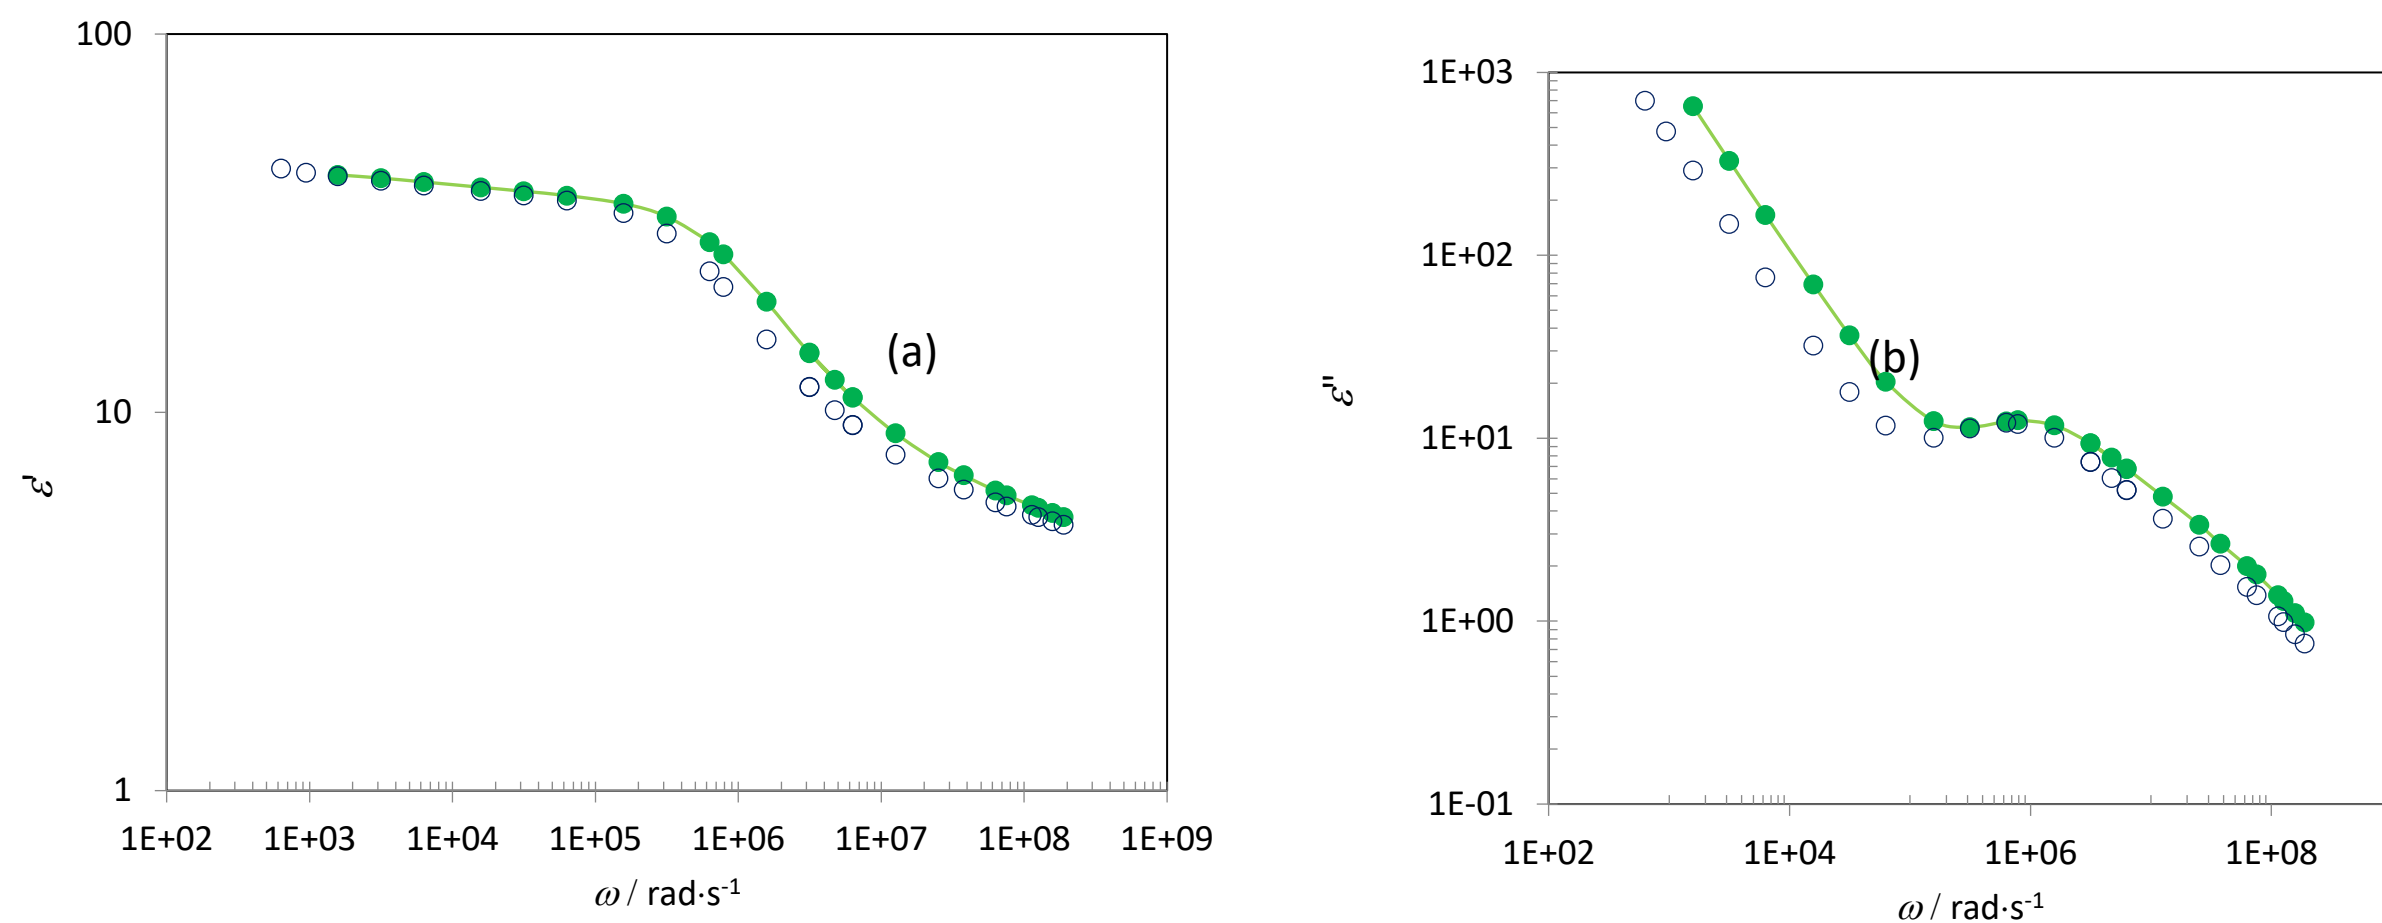 100
10
1
ε'
(a)
1E+02 1E+03 1E+04 1E+05 1E+06 1E+07 1E+08 1E+09
ω / rad·s⁻¹
1E+03
1E+02
1E+01
1E+00
1E-01
ε"
(b)
1E+02 1E+04 1E+06 1E+08
ω / rad·s⁻¹